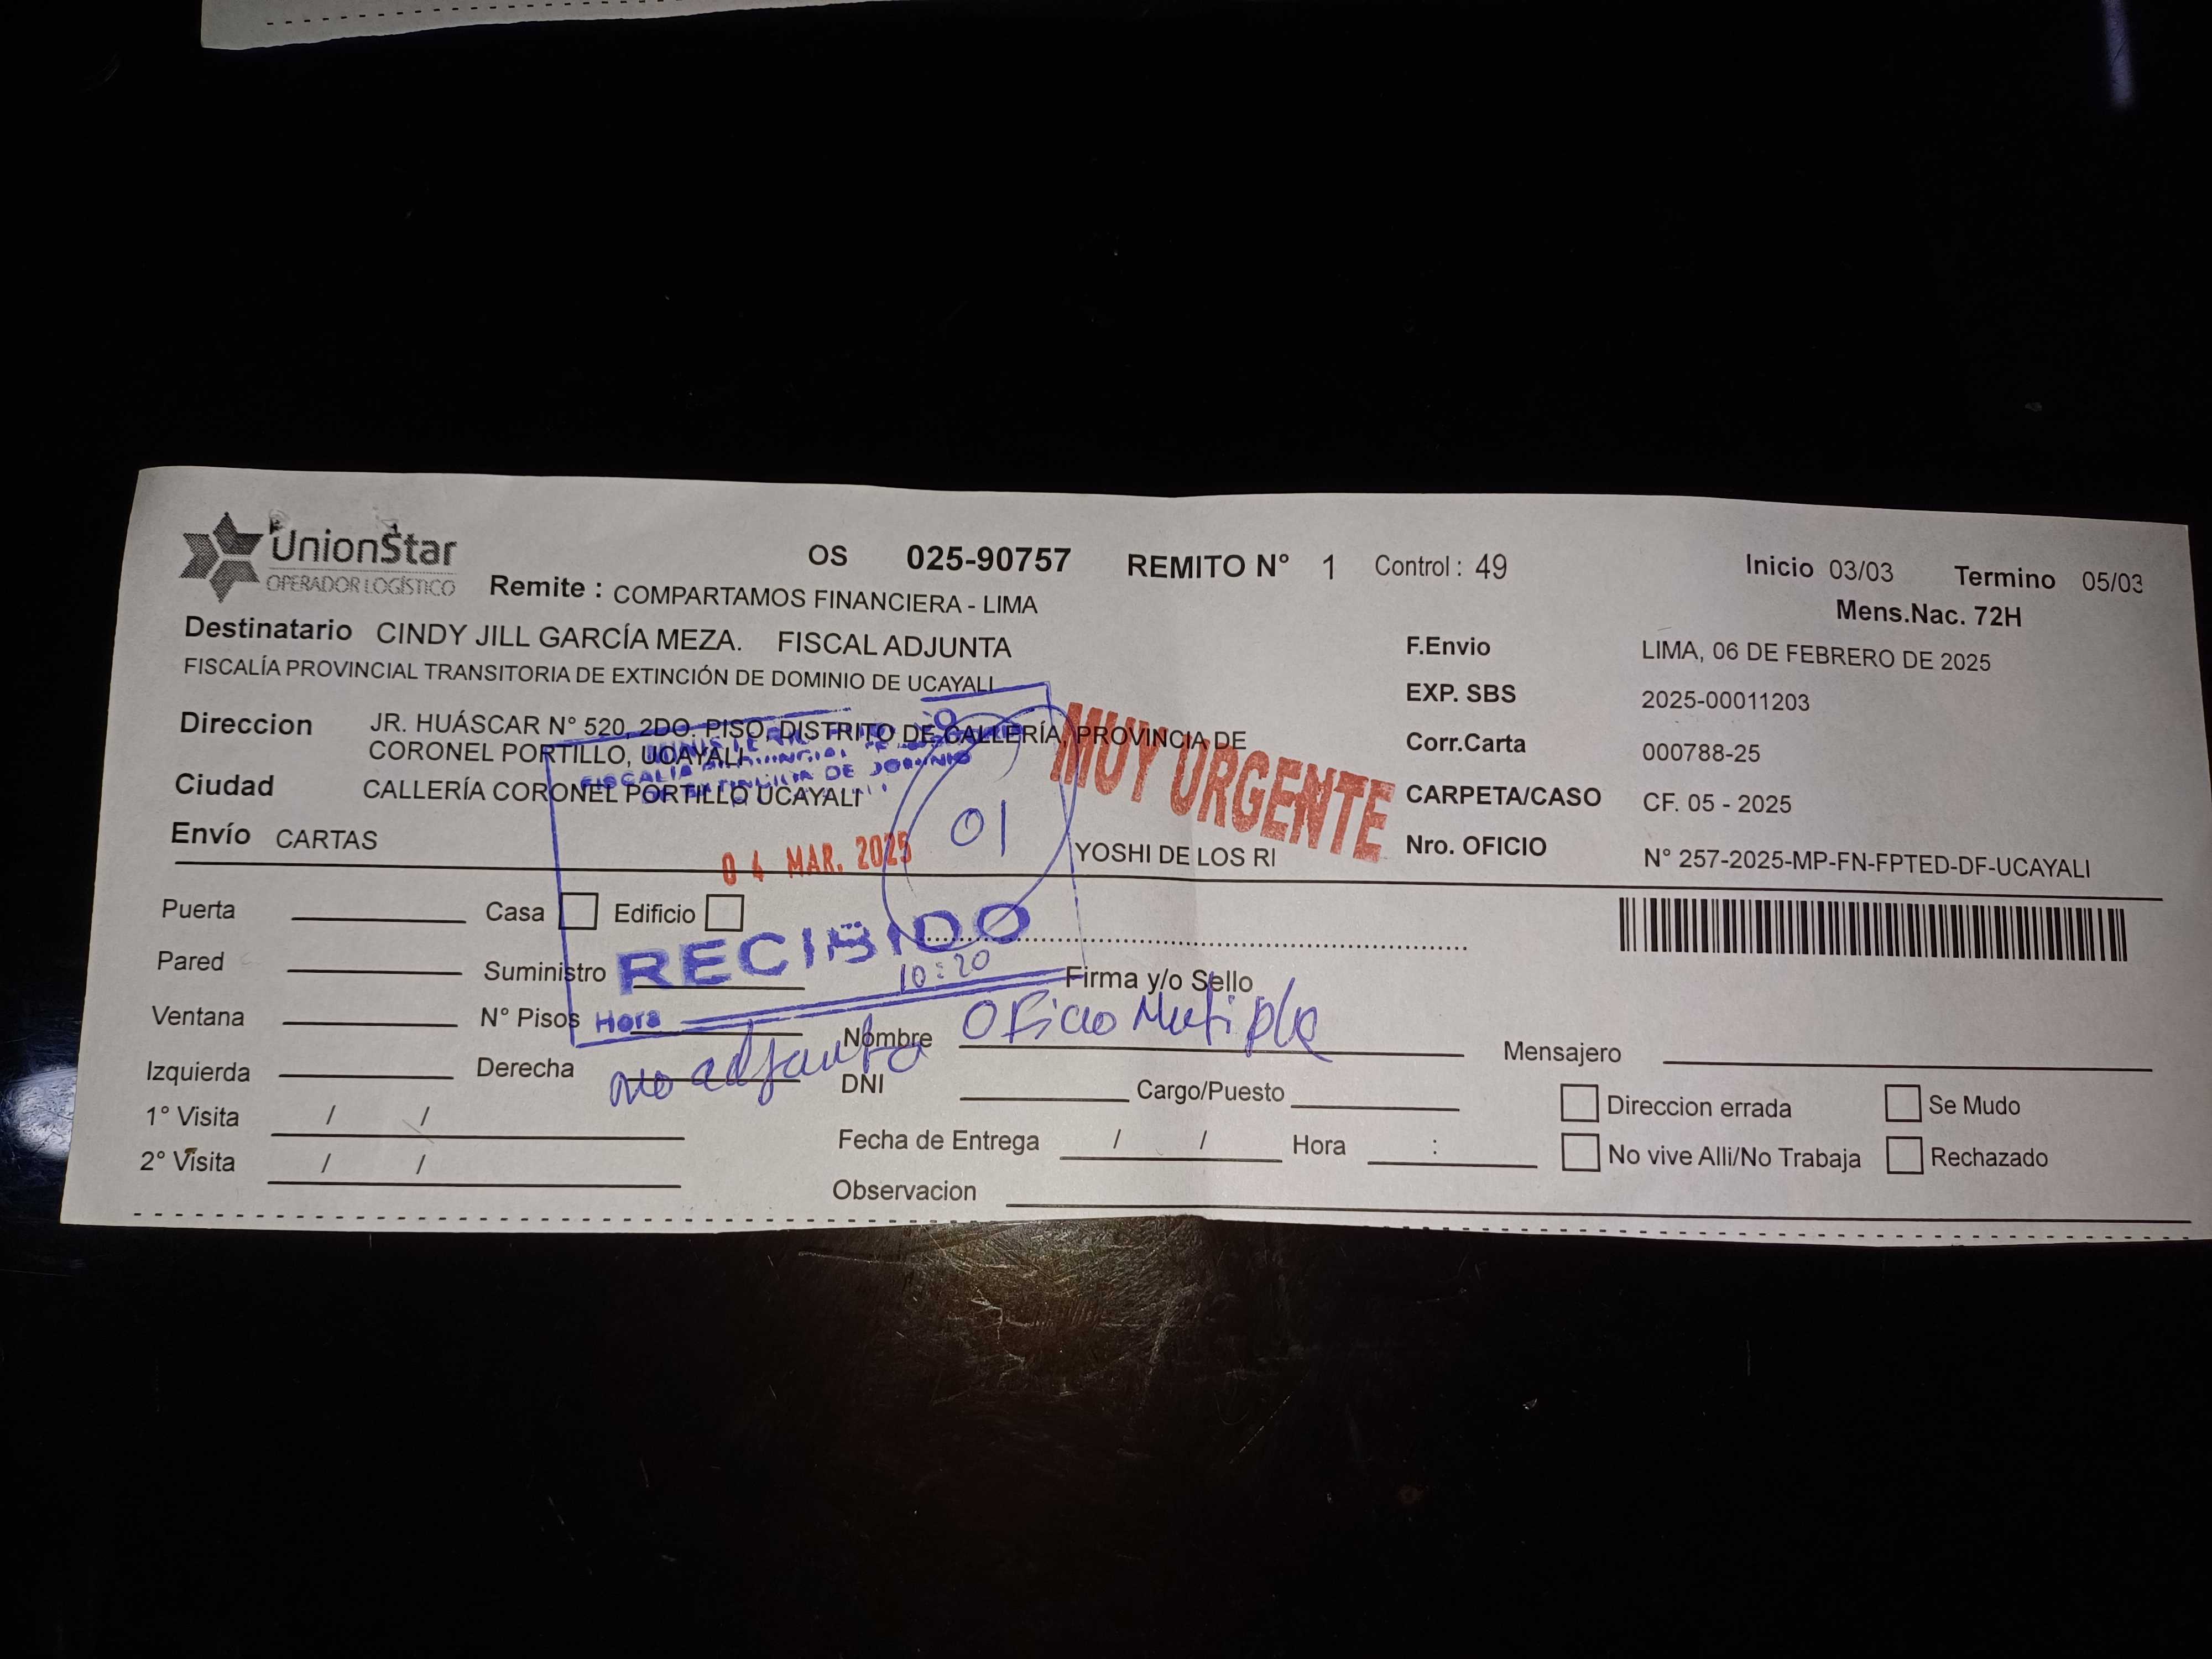 UnionStar
OPERADOR LOGÍSTICO
OS 025-90757 REMITO N° 1 Control : 49
Inicio 03/03 Termino 05/03
Mens.Nac. 72H
Remite : COMPARTAMOS FINANCIERA - LIMA
Destinatario CINDY JILL GARCÍA MEZA. FISCAL ADJUNTA
FISCALÍA PROVINCIAL TRANSITORIA DE EXTINCIÓN DE DOMINIO DE UCAYALI
Direccion JR. HUÁSCAR N° 520, 2DO. PISO, DISTRITO DE CALLERÍA, PROVINCIA DE
CORONEL PORTILLO, UCAYALI
Ciudad CALLERÍA CORONEL PORTILLO UCAYALI
Envío CARTAS
YOSHI DE LOS RI
F.Envio LIMA, 06 DE FEBRERO DE 2025
EXP. SBS 2025-00011203
Corr.Carta 000788-25
CARPETA/CASO CF. 05 - 2025
Nro. OFICIO N° 257-2025-MP-FN-FPTED-DF-UCAYALI
MUY URGENTE
FISCALIA PROVINCIAL
DE DOMINIO
01
04 MAR. 2025
RECIBIDO
10:20
Hora
no adjunto Oficio Multiple
Puerta Casa Edificio
Pared Suministro Firma y/o Sello
Ventana N° Pisos Nombre Mensajero
Izquierda Derecha DNI Cargo/Puesto
Direccion errada Se Mudo
1° Visita / / Fecha de Entrega / / Hora :
No vive Alli/No Trabaja Rechazado
2° Visita / / Observacion